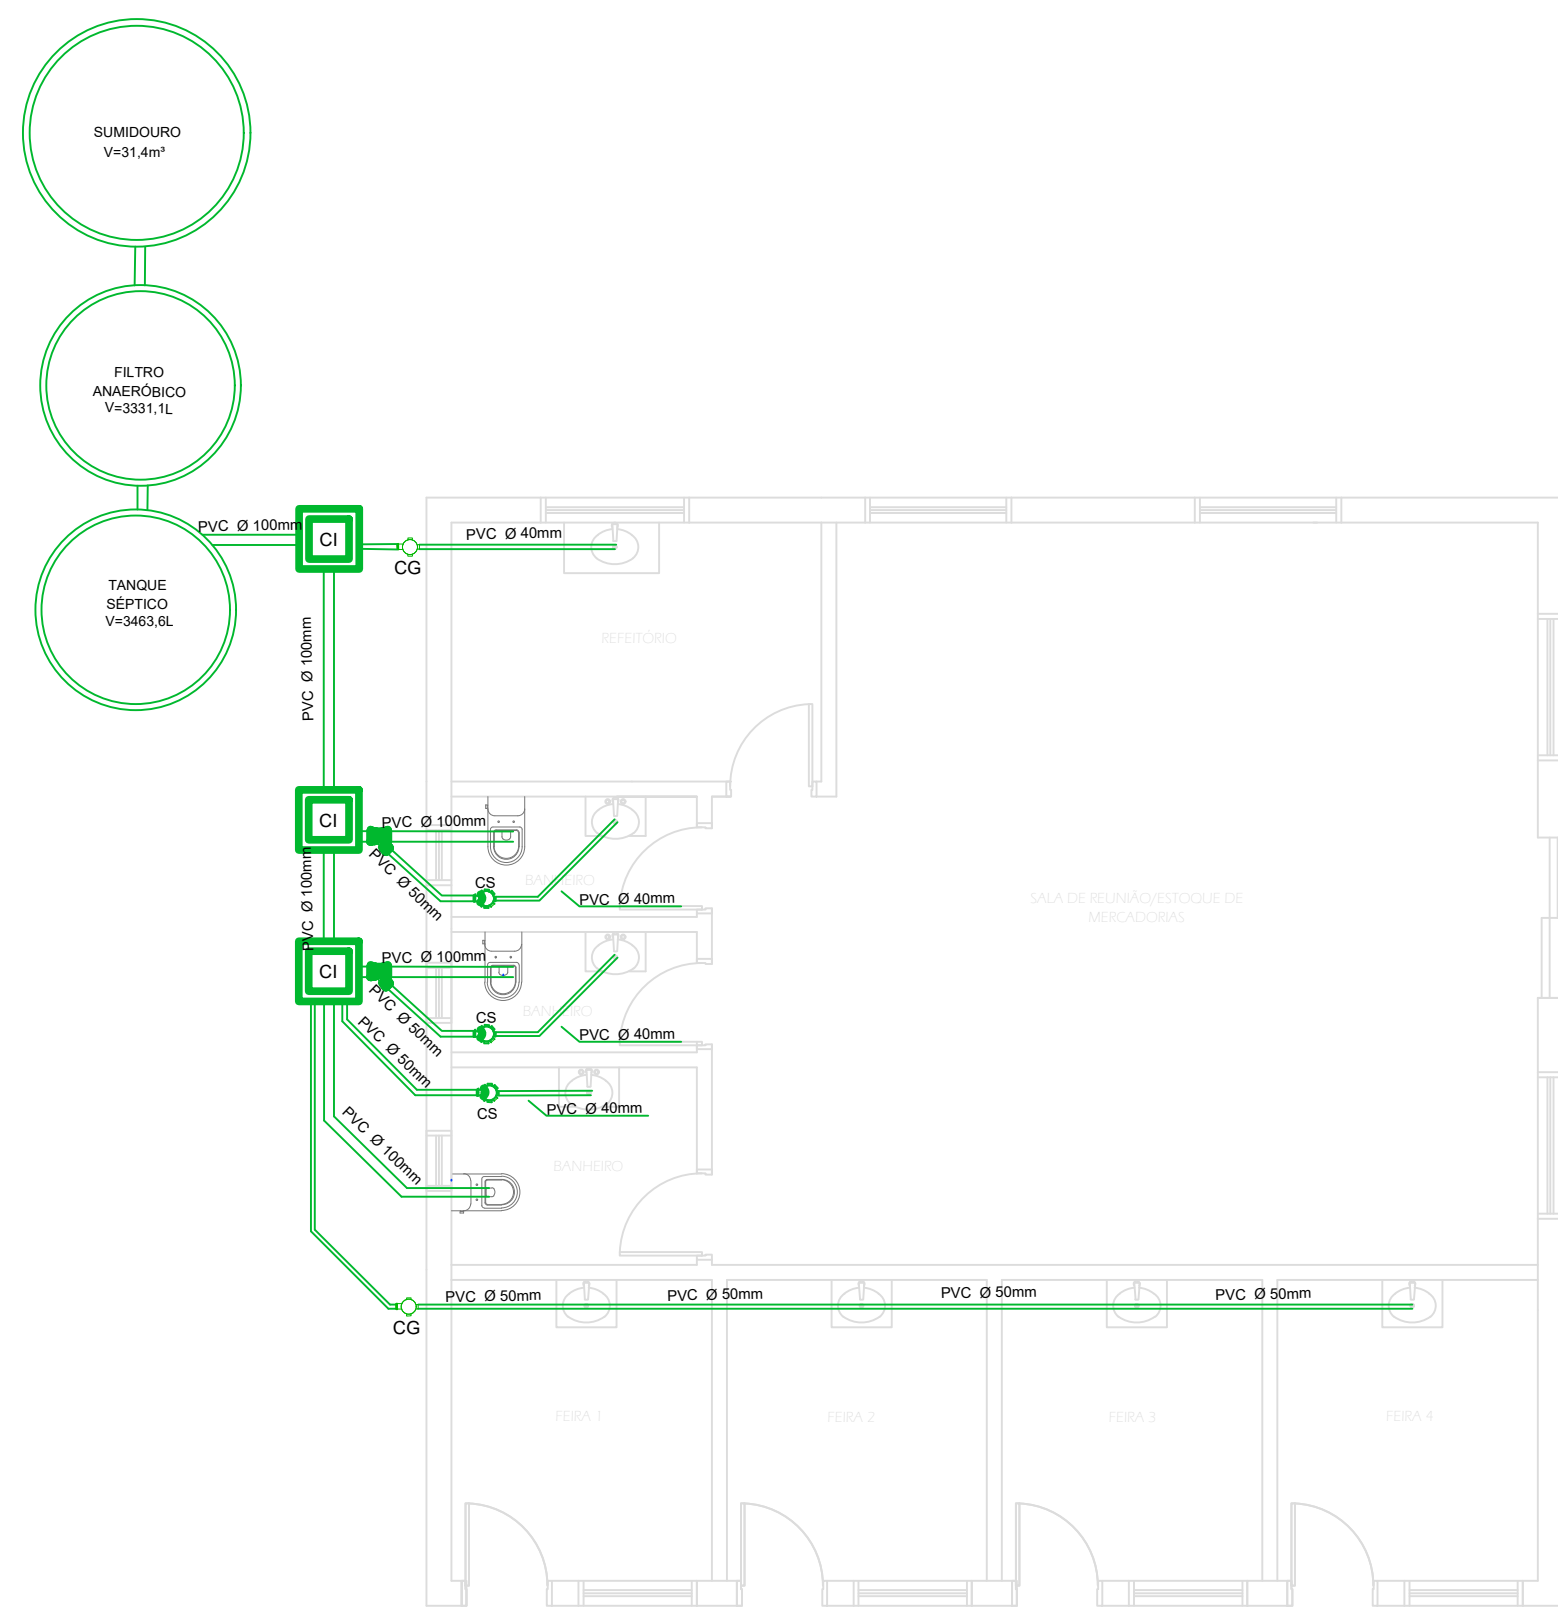 SUMIDOURO
V=31,4m³
FILTRO
ANAERÓBICO
V=3331,1L
TANQUE
SÉPTICO
V=3463,6L
PVC Ø 100mm
CI
CG
PVC Ø 40mm
REFEITÓRIO
PVC Ø 100mm
CI
PVC Ø 100mm
PVC Ø 50mm
CS
BANHEIRO
PVC Ø 40mm
SALA DE REUNIÃO/ESTOQUE DE
MERCADORIAS
PVC Ø 100mm
CI
PVC Ø 100mm
PVC Ø 50mm
CS
BANHEIRO
PVC Ø 40mm
PVC Ø 50mm
CS
PVC Ø 40mm
PVC Ø 100mm
BANHEIRO
CG
PVC Ø 50mm
PVC Ø 50mm
PVC Ø 50mm
PVC Ø 50mm
FEIRA 1
FEIRA 2
FEIRA 3
FEIRA 4